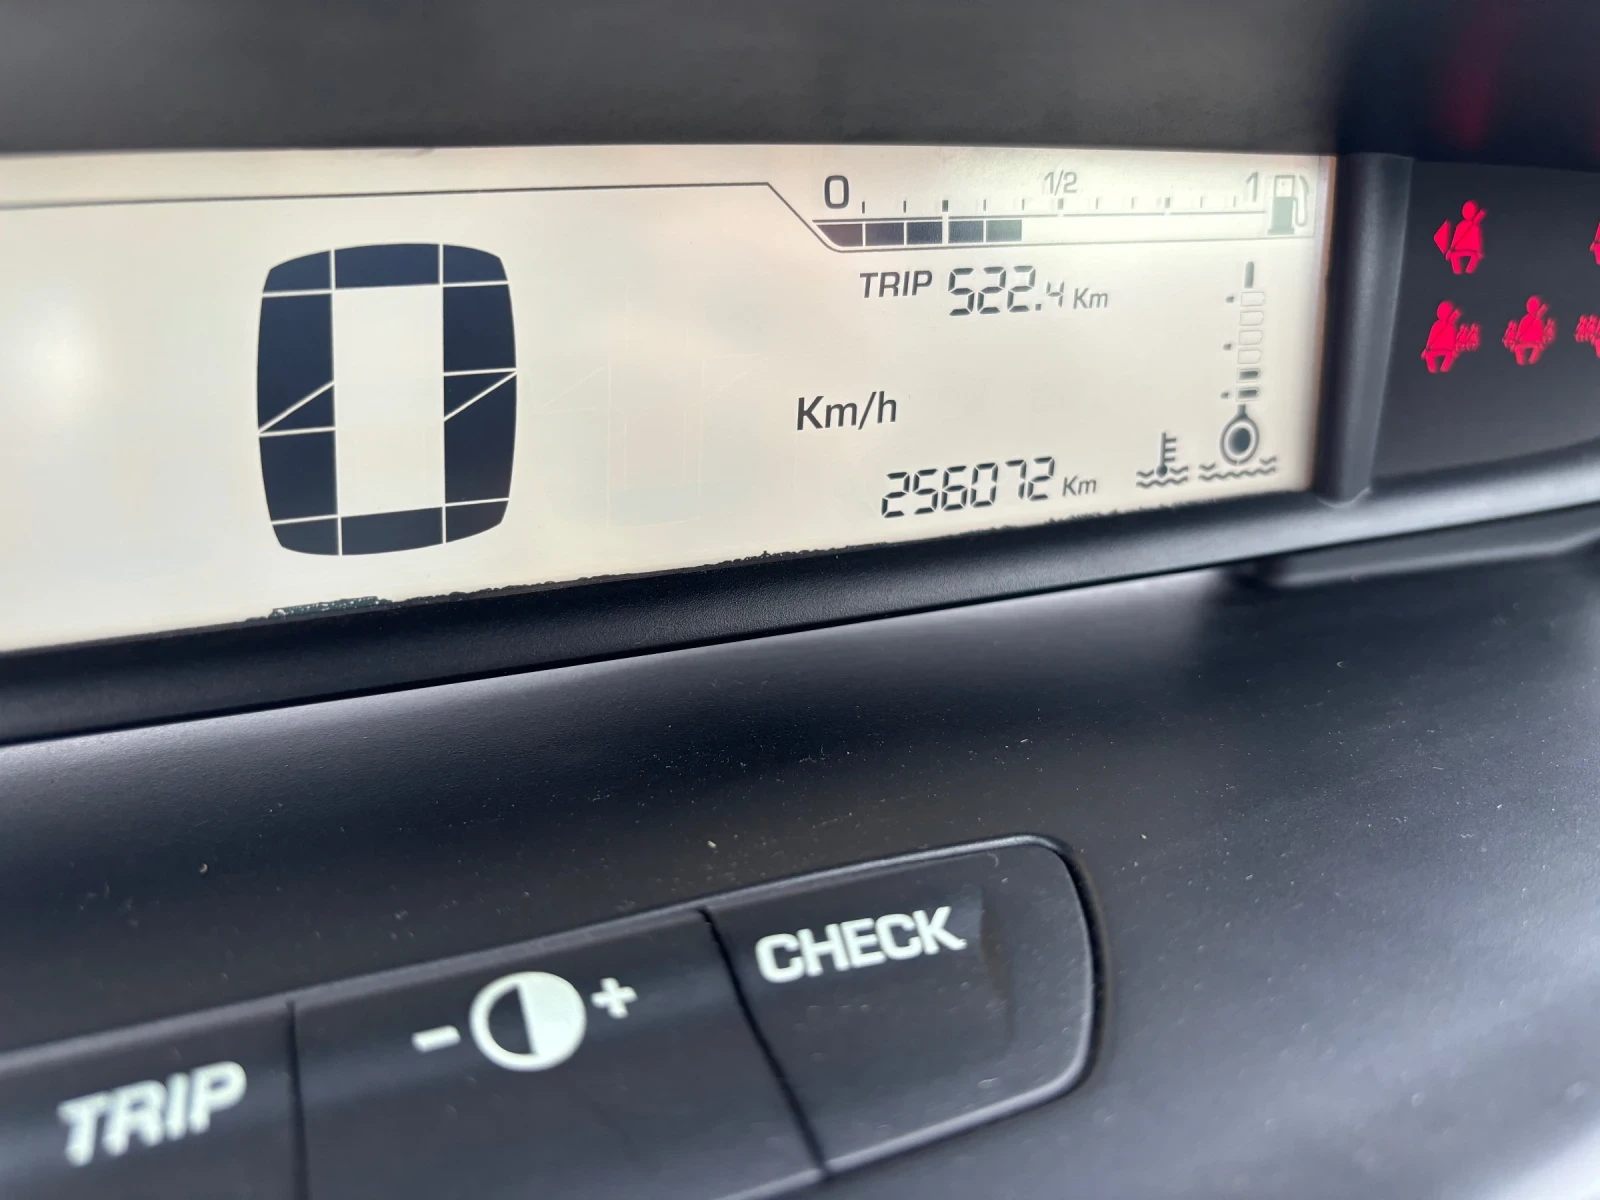 0 1/2 1
TRIP 522.4 Km
0
Km/h
256072 Km
TRIP
- +
CHECK